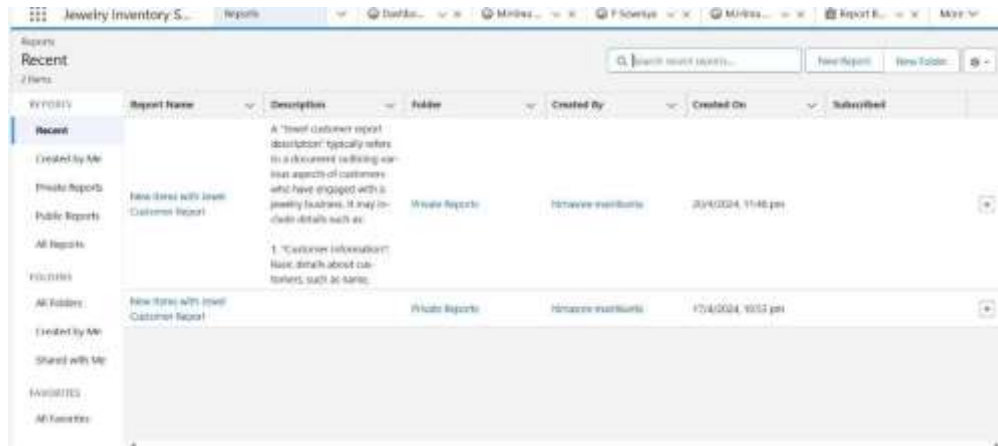 Jewelry Inventory S... Reports Dashbo... More
Reports
Recent
2 items
Search recent reports...
New Report New Folder
REPORTS
Report Name Description Folder Created By Created On Subscribed
Recent
Created by Me
Private Reports
Public Reports
All Reports
New Items with Jewel
Customer Report
A "Jewel customer report
description" typically refers
to a document outlining var-
ious aspects of customers
who have engaged with a
jewelry business. It may in-
clude details such as:
1. "Customer Information":
Basic details about cus-
tomers, such as name,
Private Reports
20/4/2024, 11:46 pm
FOLDERS
All Folders
Created by Me
Shared with Me
New Items with Jewel
Customer Report
Private Reports
17/4/2024, 10:55 pm
FAVORITES
All Favorites